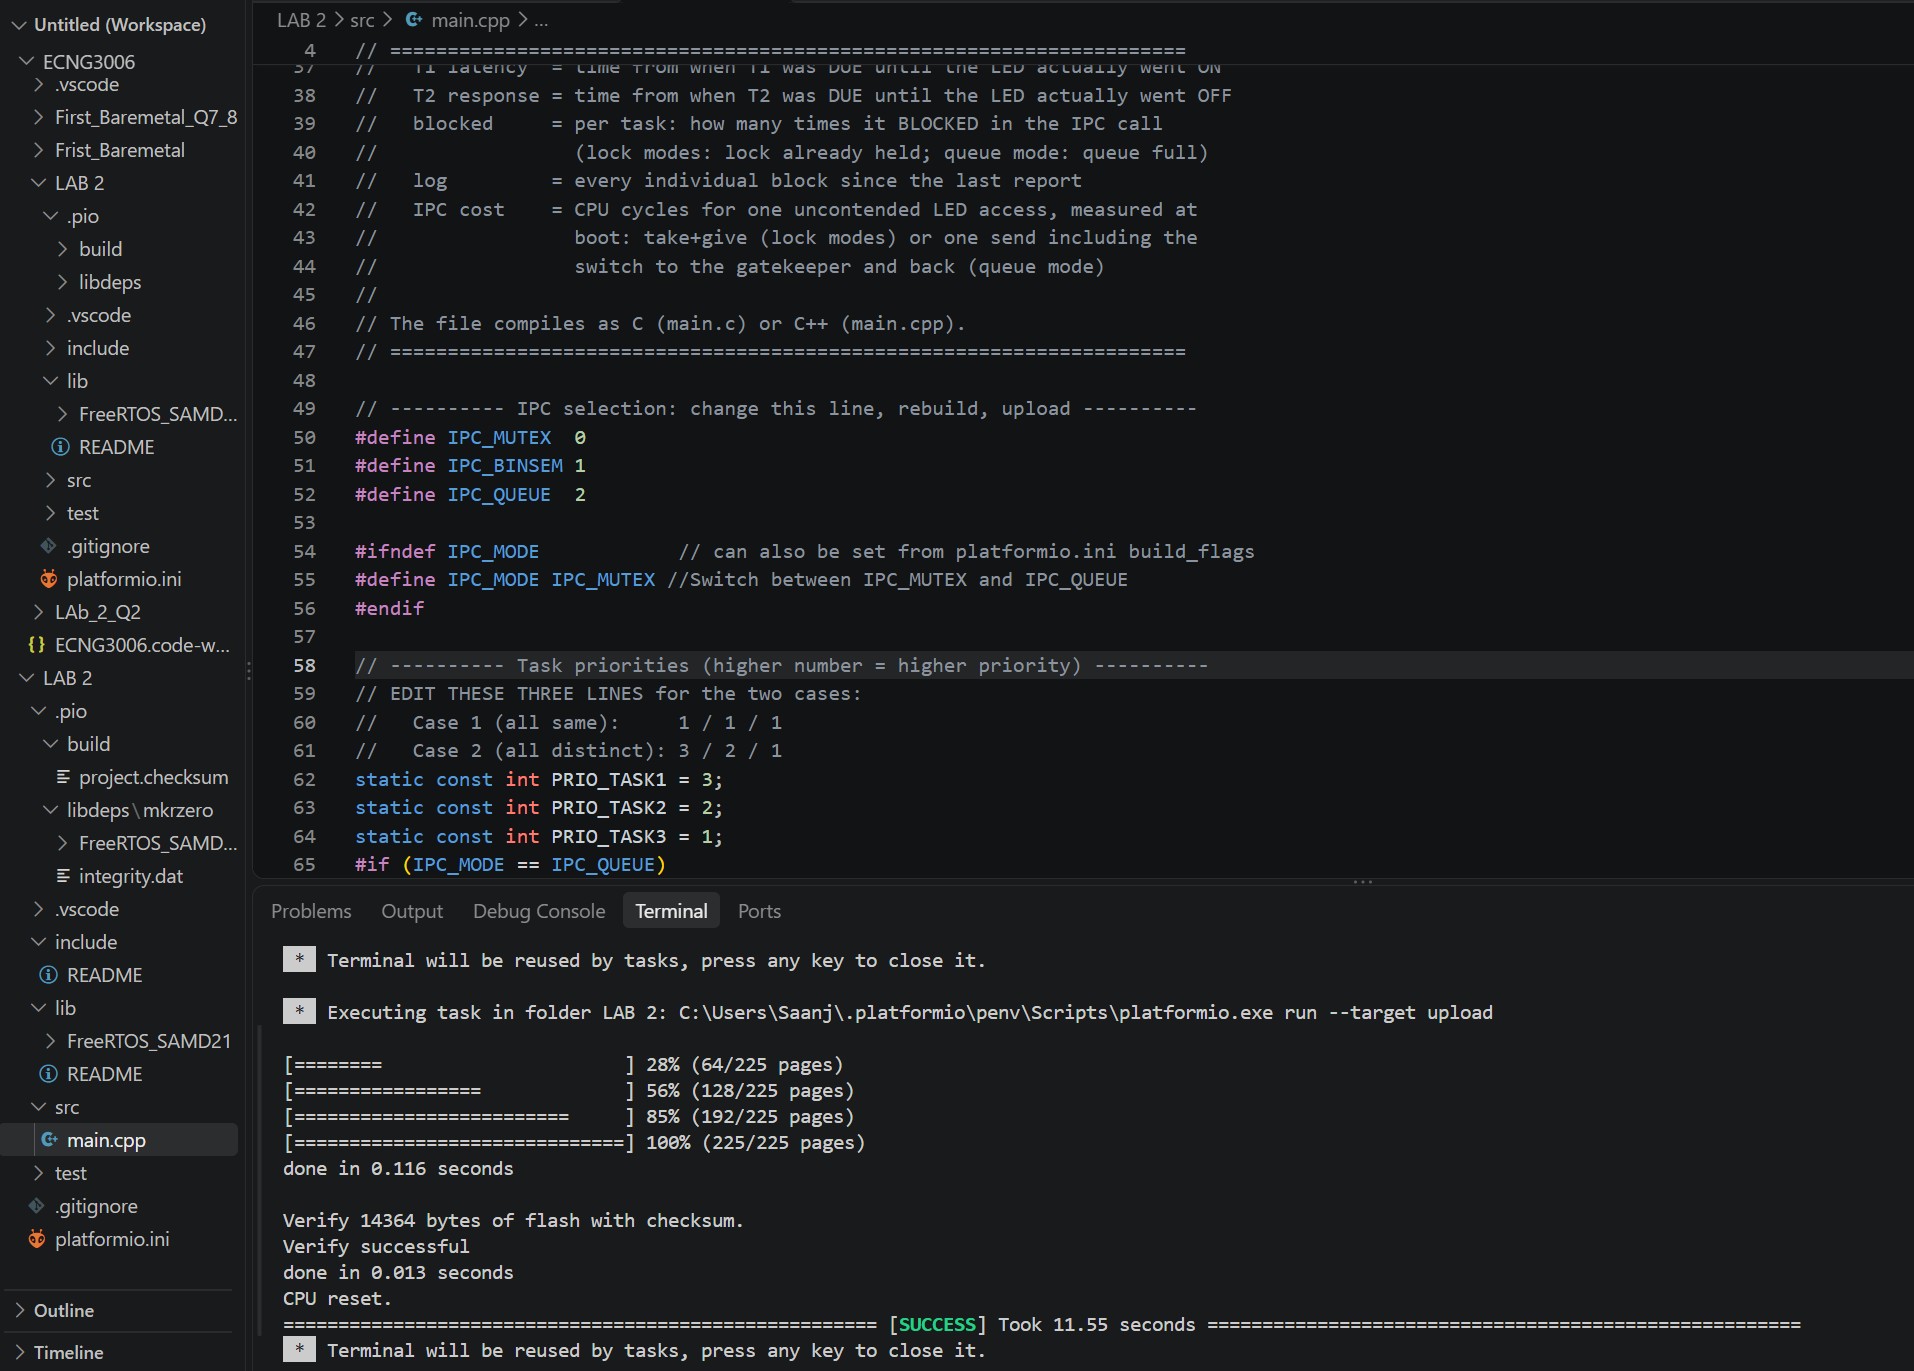 Untitled (Workspace)
ECNG3006
.vscode
First_Baremetal_Q7_8
Frist_Baremetal
LAB 2
.pio
build
libdeps
.vscode
include
lib
FreeRTOS_SAMD...
README
src
test
.gitignore
platformio.ini
LAb_2_Q2
{} ECNG3006.code-w...
LAB 2
.pio
build
project.checksum
libdeps\mkrzero
FreeRTOS_SAMD...
integrity.dat
.vscode
include
README
lib
FreeRTOS_SAMD21
README
src
main.cpp
test
.gitignore
platformio.ini
Outline
Timeline
LAB 2 > src > main.cpp > ...
4 // =====================================================================
37 // T1 latency = time from when T1 was DUE until the LED actually went ON
38 // T2 response = time from when T2 was DUE until the LED actually went OFF
39 // blocked = per task: how many times it BLOCKED in the IPC call
40 // (lock modes: lock already held; queue mode: queue full)
41 // log = every individual block since the last report
42 // IPC cost = CPU cycles for one uncontended LED access, measured at
43 // boot: take+give (lock modes) or one send including the
44 // switch to the gatekeeper and back (queue mode)
45 //
46 // The file compiles as C (main.c) or C++ (main.cpp).
47 // =====================================================================
48
49 // ---------- IPC selection: change this line, rebuild, upload ----------
50 #define IPC_MUTEX 0
51 #define IPC_BINSEM 1
52 #define IPC_QUEUE 2
53
54 #ifndef IPC_MODE // can also be set from platformio.ini build_flags
55 #define IPC_MODE IPC_MUTEX //Switch between IPC_MUTEX and IPC_QUEUE
56 #endif
57
58 // ---------- Task priorities (higher number = higher priority) ----------
59 // EDIT THESE THREE LINES for the two cases:
60 // Case 1 (all same): 1 / 1 / 1
61 // Case 2 (all distinct): 3 / 2 / 1
62 static const int PRIO_TASK1 = 3;
63 static const int PRIO_TASK2 = 2;
64 static const int PRIO_TASK3 = 1;
65 #if (IPC_MODE == IPC_QUEUE)
Problems Output Debug Console Terminal Ports
* Terminal will be reused by tasks, press any key to close it.
* Executing task in folder LAB 2: C:\Users\Saanj\.platformio\penv\Scripts\platformio.exe run --target upload
[======== ] 28% (64/225 pages)
[================= ] 56% (128/225 pages)
[========================= ] 85% (192/225 pages)
[==============================] 100% (225/225 pages)
done in 0.116 seconds
Verify 14364 bytes of flash with checksum.
Verify successful
done in 0.013 seconds
CPU reset.
====================================================== [SUCCESS] Took 11.55 seconds ======================================================
* Terminal will be reused by tasks, press any key to close it.